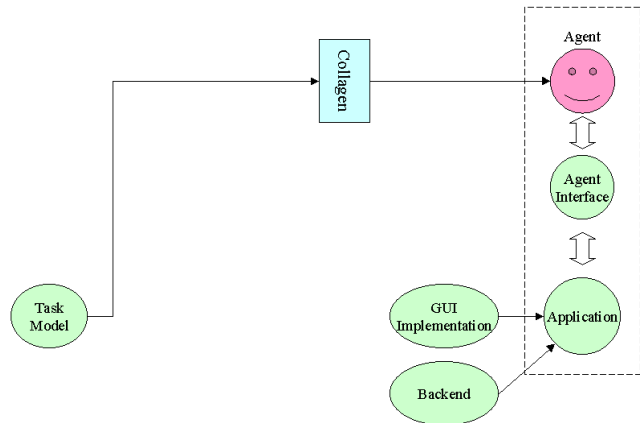 Agent
Collagen
Agent
Interface
Task
Model
GUI
Implementation
Application
Backend